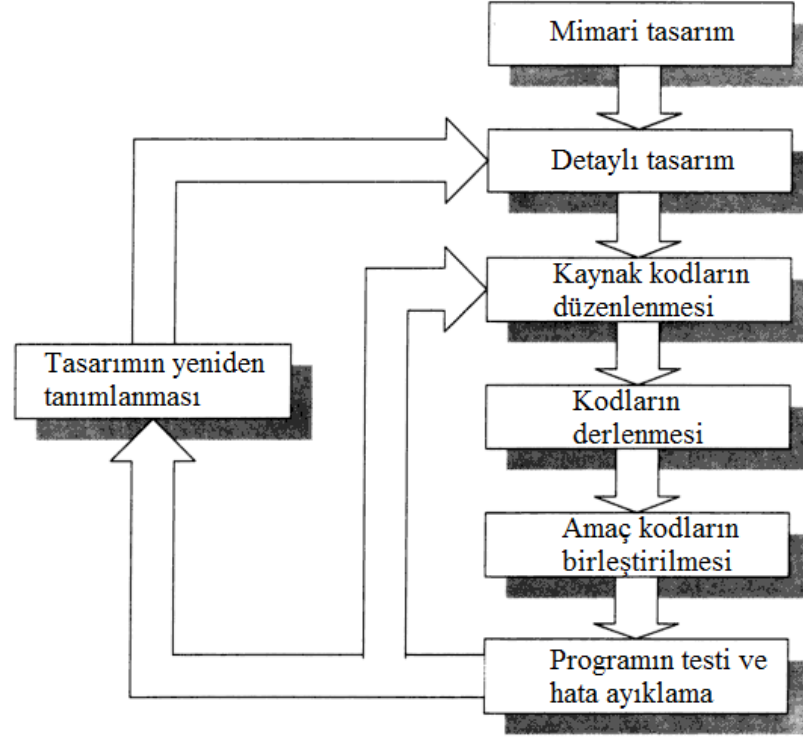 Mimari tasarım
Detaylı tasarım
Kaynak kodların
düzenlenmesi
Tasarımın yeniden
tanımlanması
Kodların
derlenmesi
Amaç kodların
birleştirilmesi
Programın testi ve
hata ayıklama